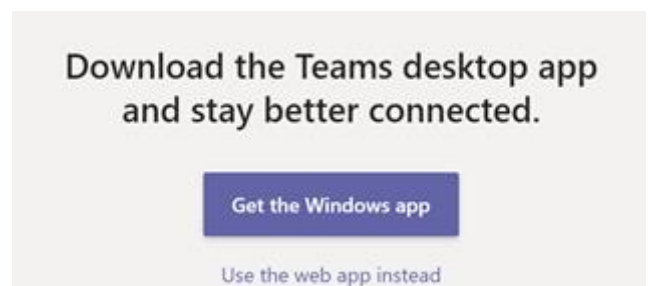 Download the Teams desktop app
and stay better connected.
Get the Windows app
Use the web app instead